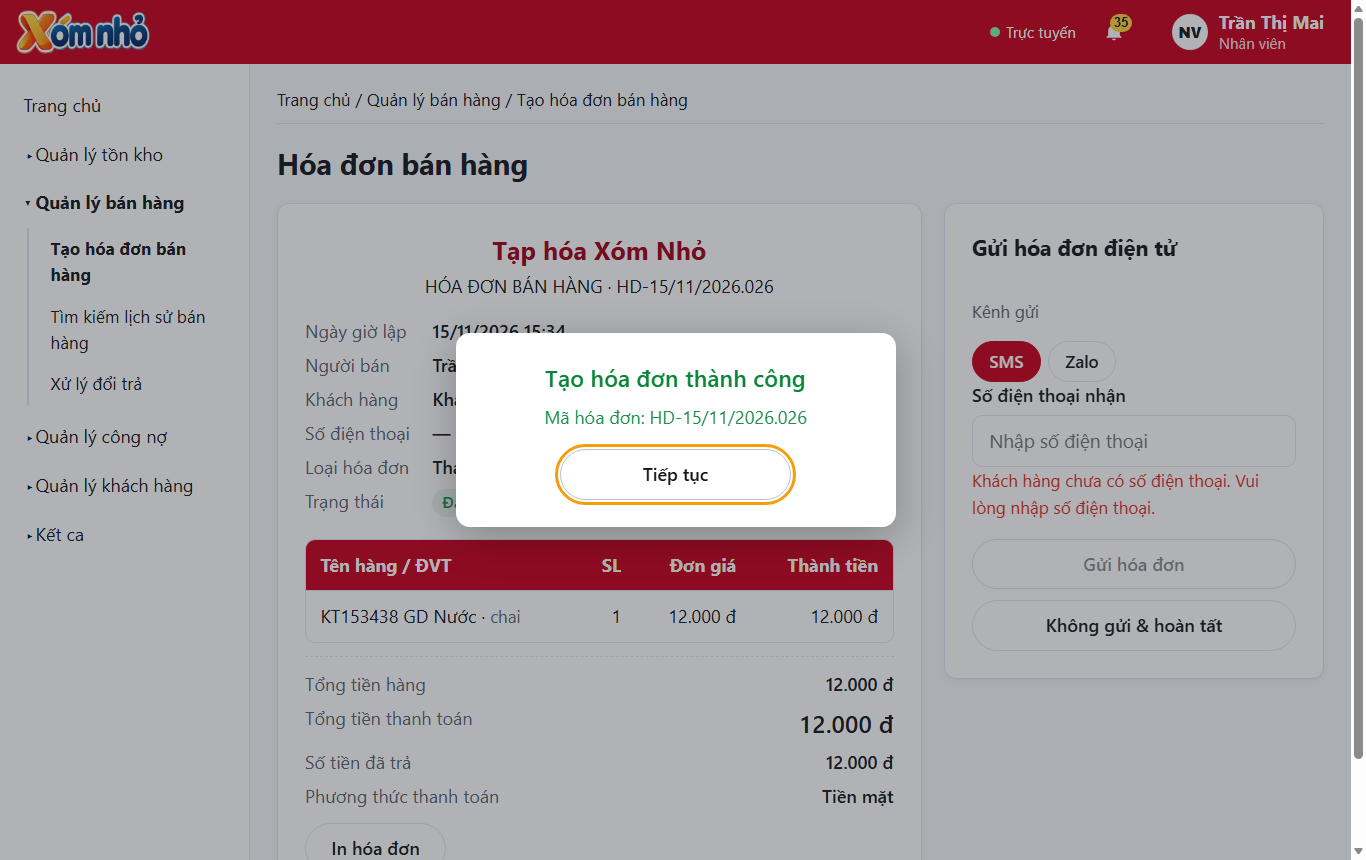 Xóm nhỏ
Trực tuyến
35
NV
Trần Thị Mai
Nhân viên
Trang chủ
Quản lý tồn kho
Quản lý bán hàng
Tạo hóa đơn bán
hàng
Tìm kiếm lịch sử bán
hàng
Xử lý đổi trả
Quản lý công nợ
Quản lý khách hàng
Kết ca
Trang chủ / Quản lý bán hàng / Tạo hóa đơn bán hàng
Hóa đơn bán hàng
Tạp hóa Xóm Nhỏ
HÓA ĐƠN BÁN HÀNG · HD-15/11/2026.026
Ngày giờ lập 15/11/2026 15:34
Người bán
Khách hàng
Số điện thoại —
Loại hóa đơn
Trạng thái
Tạo hóa đơn thành công
Mã hóa đơn: HD-15/11/2026.026
Tiếp tục
Tên hàng / ĐVT SL Đơn giá Thành tiền
KT153438 GD Nước · chai 1 12.000 đ 12.000 đ
Tổng tiền hàng 12.000 đ
Tổng tiền thanh toán 12.000 đ
Số tiền đã trả 12.000 đ
Phương thức thanh toán Tiền mặt
In hóa đơn
Gửi hóa đơn điện tử
Kênh gửi
SMS Zalo
Số điện thoại nhận
Nhập số điện thoại
Khách hàng chưa có số điện thoại. Vui
lòng nhập số điện thoại.
Gửi hóa đơn
Không gửi & hoàn tất